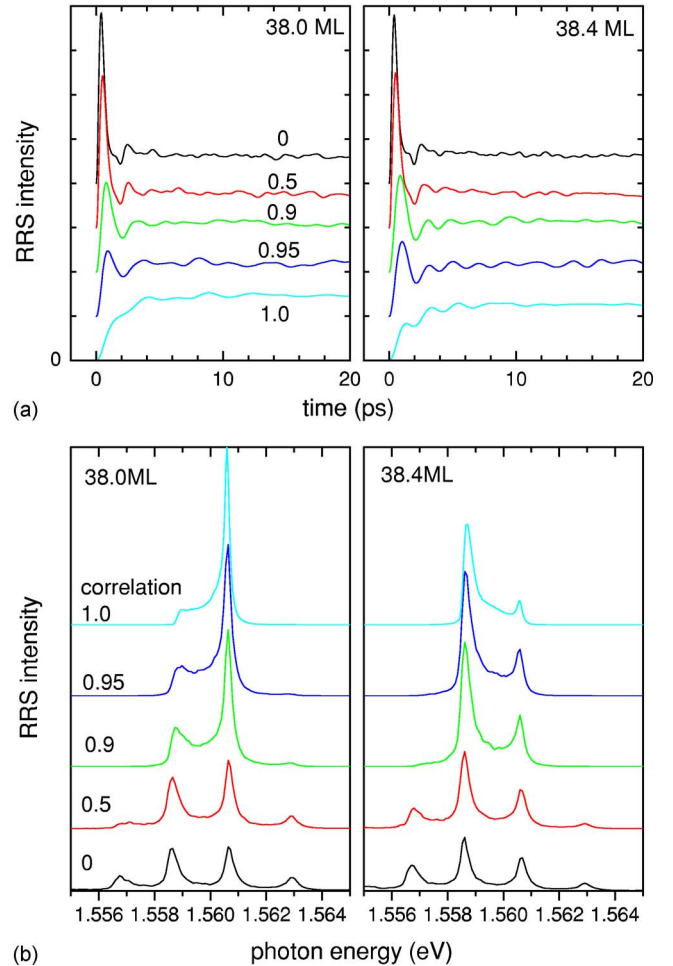 38.0 ML
38.4 ML
RRS intensity
0
0.5
0.9
0.95
1.0
0
0
10
20
0
10
20
(a)
time (ps)
38.0ML
38.4ML
correlation
1.0
0.95
0.9
0.5
0
RRS intensity
1.556 1.558 1.560 1.562 1.564
1.556 1.558 1.560 1.562 1.564
(b)
photon energy (eV)